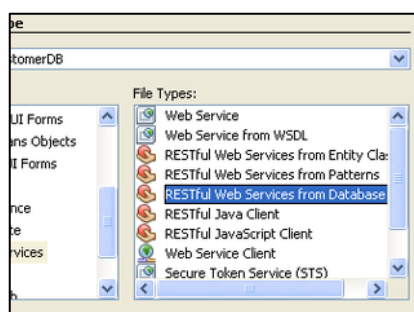 pe
stomerDB
File Types:
UI Forms
ans Objects
UI Forms
nce
te
rvices
Web Service
Web Service from WSDL
RESTful Web Services from Entity Cla
RESTful Web Services from Patterns
RESTful Web Services from Database
RESTful Java Client
RESTful JavaScript Client
Web Service Client
Secure Token Service (STS)